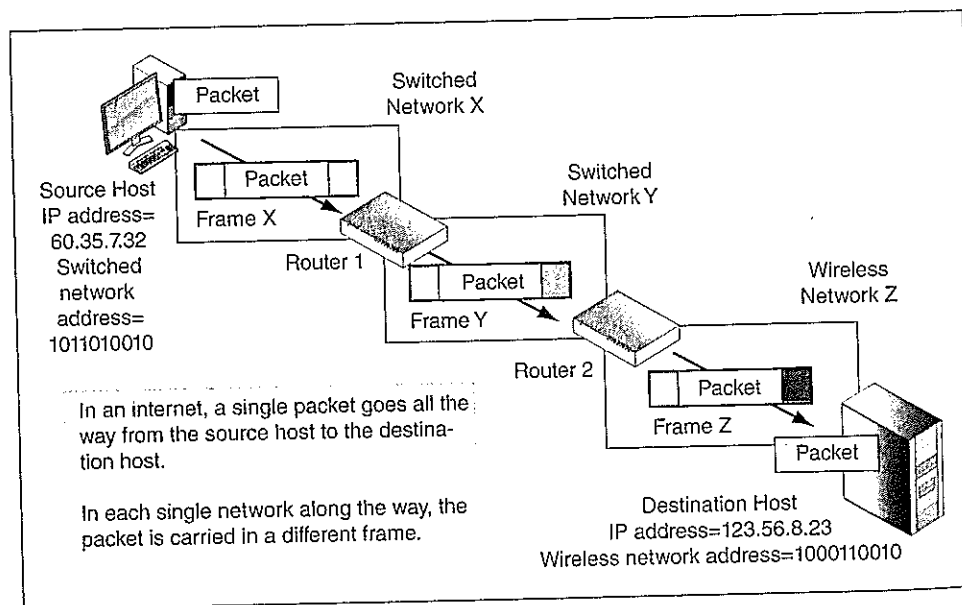 Packet
Switched
Network X
Packet
Frame X
Source Host
IP address=
60.35.7.32
Switched
network
address=
1011010010
Router 1
Switched
Network Y
Packet
Frame Y
Router 2
Wireless
Network Z
Packet
Frame Z
Packet
In an internet, a single packet goes all the
way from the source host to the destina-
tion host.
In each single network along the way, the
packet is carried in a different frame.
Destination Host
IP address=123.56.8.23
Wireless network address=1000110010